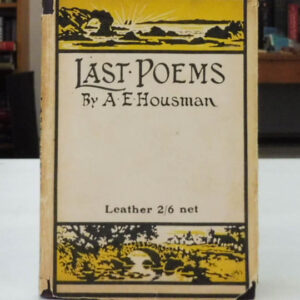 LAST·POEMS
By A·E·HOUSMAN
Leather 2/6 net